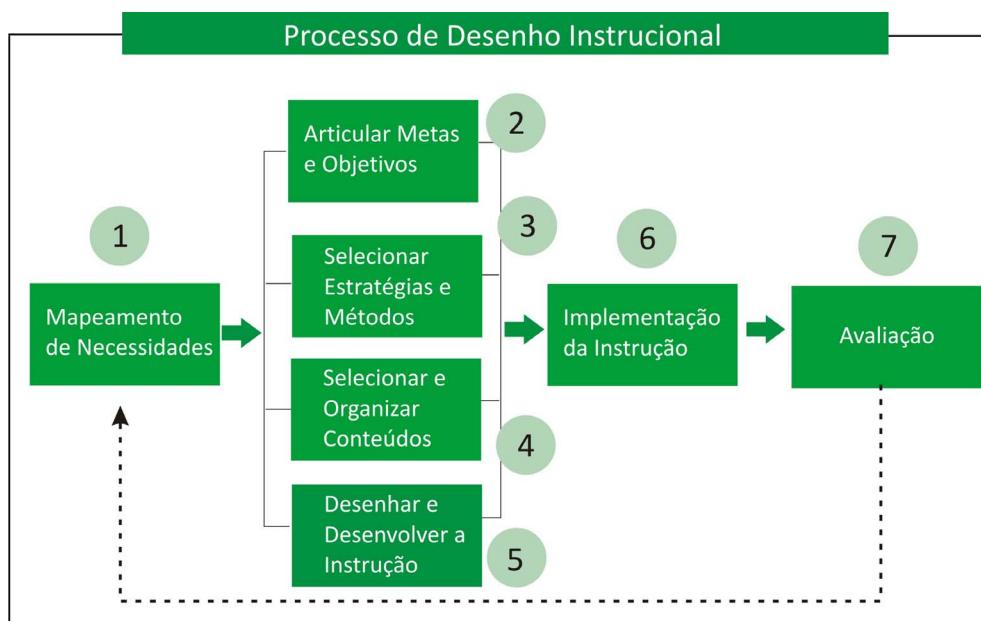 Processo de Desenho Instrucional
1
Mapeamento
de Necessidades
2
Articular Metas
e Objetivos
3
Selecionar
Estratégias e
Métodos
4
Selecionar e
Organizar
Conteúdos
5
Desenhar e
Desenvolver a
Instrução
6
Implementação
da Instrução
7
Avaliação